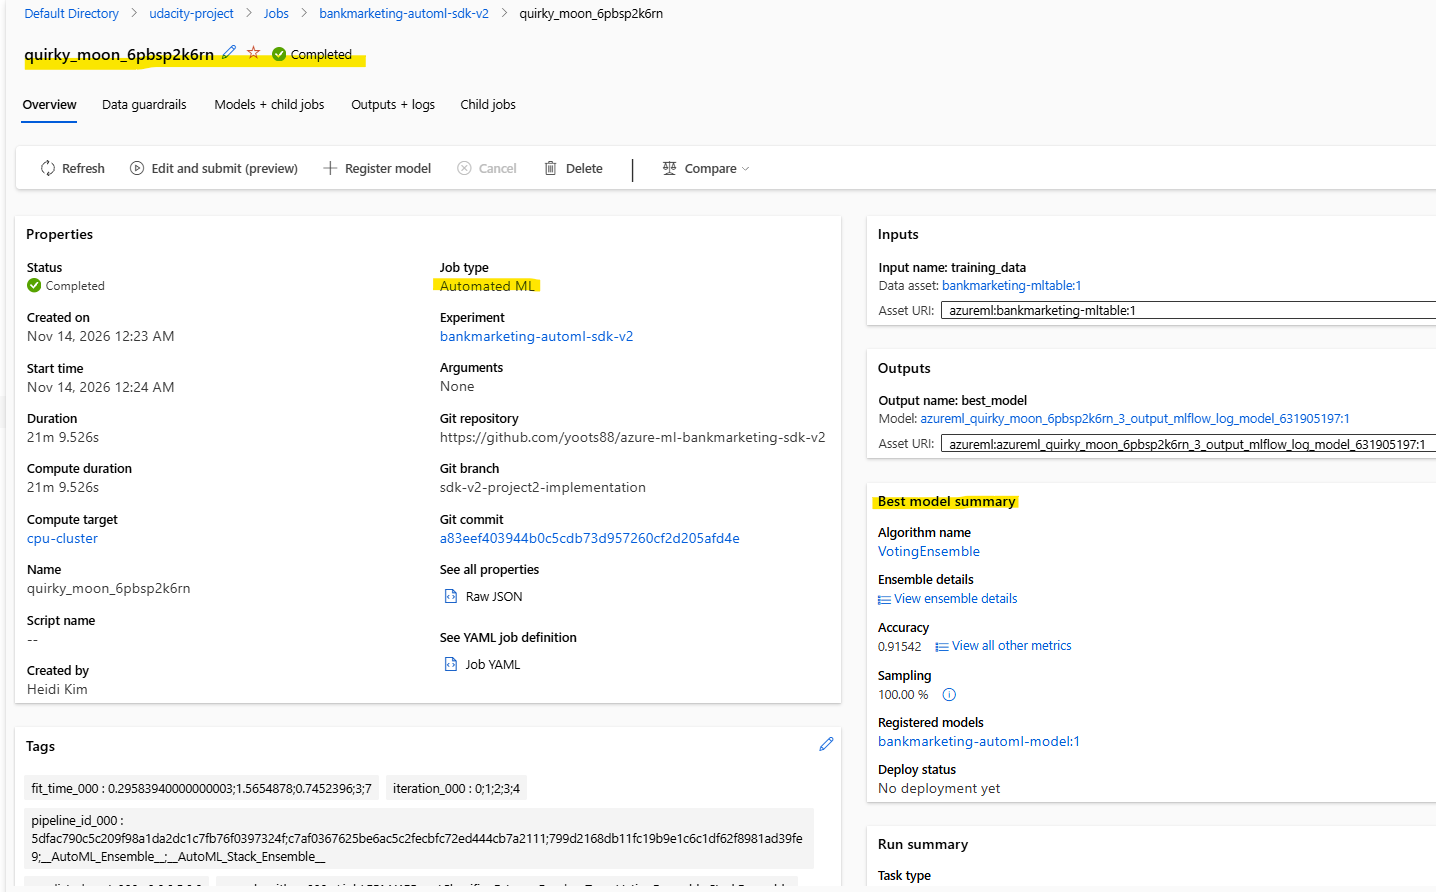 Default Directory > udacity-project > Jobs > bankmarketing-automl-sdk-v2 > quirky_moon_6pbsp2k6rn
quirky_moon_6pbsp2k6rn Completed
Overview Data guardrails Models + child jobs Outputs + logs Child jobs
Refresh Edit and submit (preview) Register model Cancel Delete Compare
Properties
Status
Completed
Created on
Nov 14, 2026 12:23 AM
Start time
Nov 14, 2026 12:24 AM
Duration
21m 9.526s
Compute duration
21m 9.526s
Compute target
cpu-cluster
Name
quirky_moon_6pbsp2k6rn
Script name
--
Created by
Heidi Kim
Job type
Automated ML
Experiment
bankmarketing-automl-sdk-v2
Arguments
None
Git repository
https://github.com/yoots88/azure-ml-bankmarketing-sdk-v2
Git branch
sdk-v2-project2-implementation
Git commit
a83eef403944b0c5cdb73d957260cf2d205afd4e
See all properties
Raw JSON
See YAML job definition
Job YAML
Tags
fit_time_000 : 0.29583940000000003;1.5654878;0.7452396;3;7
iteration_000 : 0;1;2;3;4
pipeline_id_000 :
5dfac790c5c209f98a1da2dc1c7fb76f0397324f;c7af0367625be6ac5c2fecbfc72ed444cb7a2111;799d2168db11fc19b9e1c6c1df62f8981ad39fe
9;__AutoML_Ensemble__;__AutoML_Stack_Ensemble__
Inputs
Input name: training_data
Data asset: bankmarketing-mltable:1
Asset URI: azureml:bankmarketing-mltable:1
Outputs
Output name: best_model
Model: azureml_quirky_moon_6pbsp2k6rn_3_output_mlflow_log_model_631905197:1
Asset URI: azureml:azureml_quirky_moon_6pbsp2k6rn_3_output_mlflow_log_model_631905197:1
Best model summary
Algorithm name
VotingEnsemble
Ensemble details
View ensemble details
Accuracy
0.91542 View all other metrics
Sampling
100.00 %
Registered models
bankmarketing-automl-model:1
Deploy status
No deployment yet
Run summary
Task type